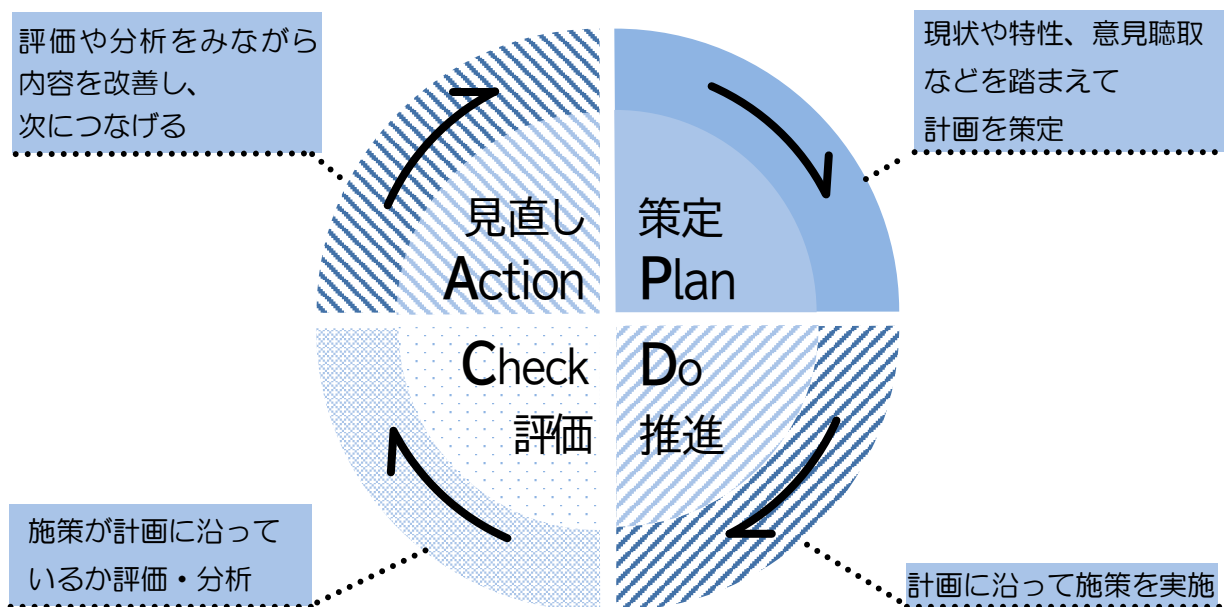 評価や分析をみながら
内容を改善し、
次につなげる
現状や特性、意見聴取
などを踏まえて
計画を策定
見直し
Action
策定
Plan
Check
評価
Do
推進
施策が計画に沿って
いるか評価・分析
計画に沿って施策を実施